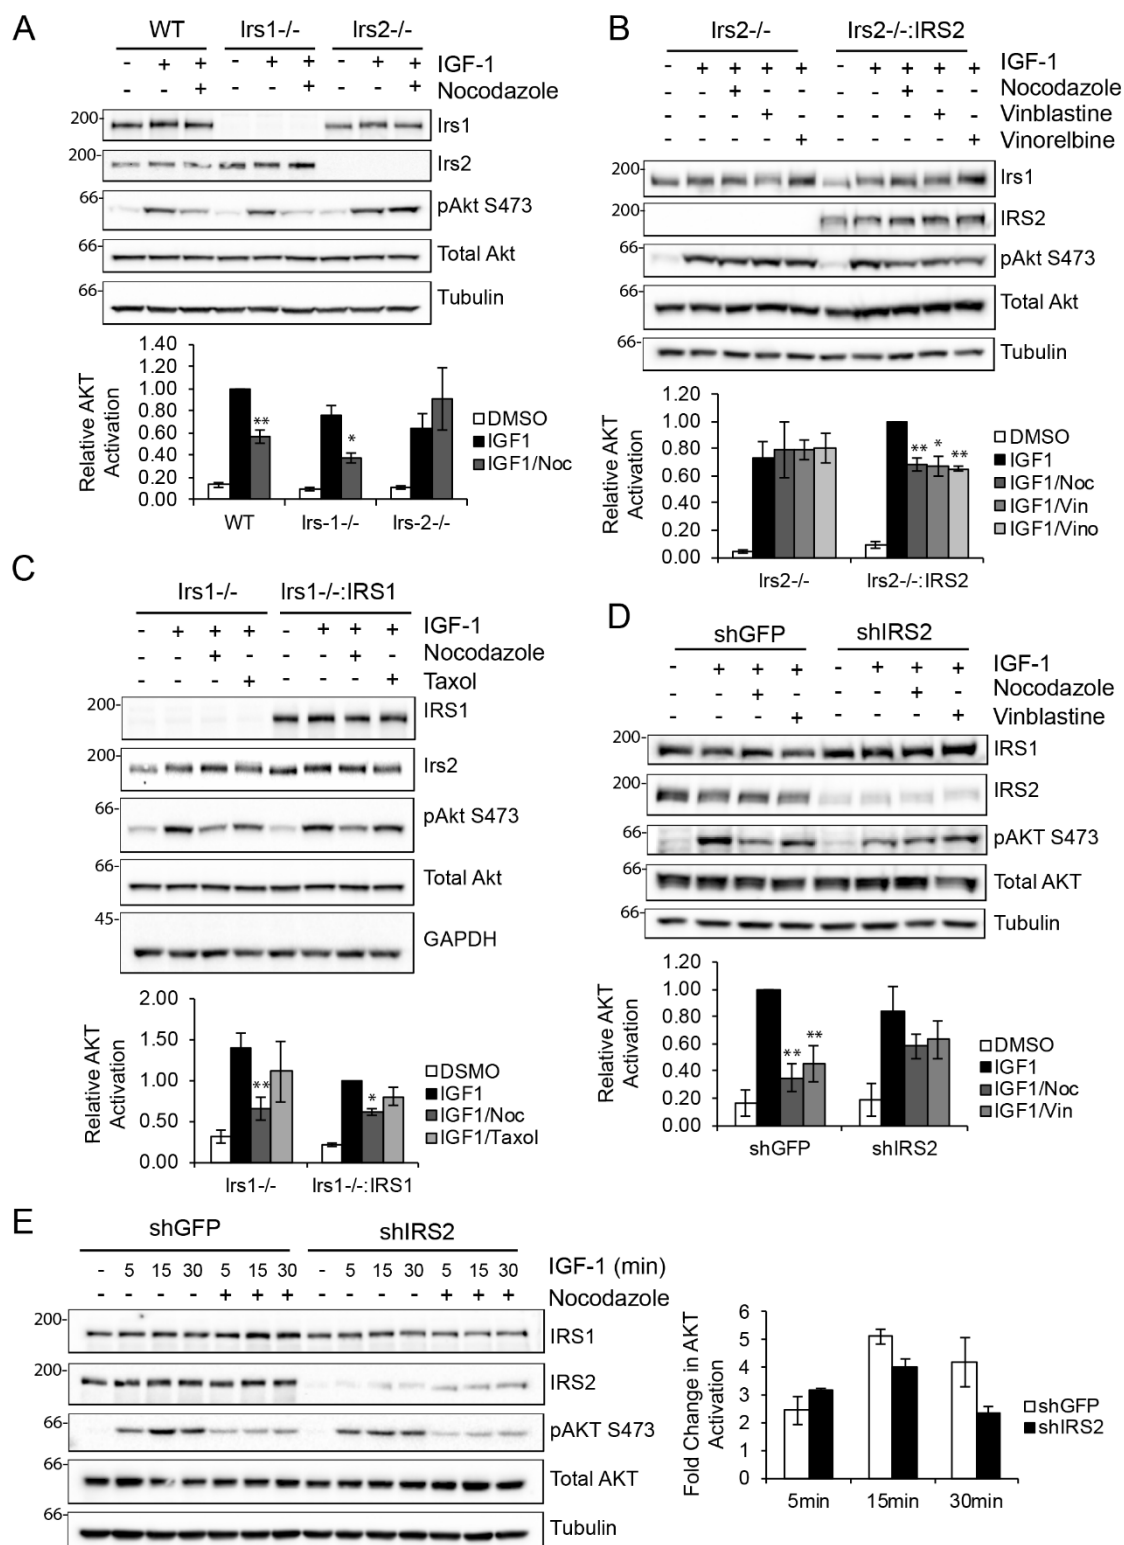 A
WT Irs1-/- Irs2-/-
- + + - + + - + + IGF-1
- - + - - + - - + Nocodazole
200- Irs1
200- Irs2
66- pAkt S473
66- Total Akt
66- Tubulin
Relative AKT Activation
1.40
1.20
1.00
0.80
0.60
0.40
0.20
0.00
** *
DMSO
IGF1
IGF1/Noc
WT Irs-1-/- Irs-2-/-
B
Irs2-/- Irs2-/-:IRS2
- + + + + - + + + + IGF-1
- - + - - - - + - - Nocodazole
- - - + - - - - + - Vinblastine
- - - - + - - - - + Vinorelbine
200- Irs1
200- IRS2
66- pAkt S473
66- Total Akt
66- Tubulin
Relative AKT Activation
1.20
1.00
0.80
0.60
0.40
0.20
0.00
** * **
DMSO
IGF1
IGF1/Noc
IGF1/Vin
IGF1/Vino
Irs2-/- Irs2-/-:IRS2
C
Irs1-/- Irs1-/-:IRS1
- + + + - + + + IGF-1
- - + - - - + - Nocodazole
- - - + - - - + Taxol
200- IRS1
200- Irs2
66- pAkt S473
66- Total Akt
45- GAPDH
Relative AKT Activation
2.00
1.50
1.00
0.50
0.00
** *
DSMO
IGF1
IGF1/Noc
IGF1/Taxol
Irs1-/- Irs1-/-:IRS1
D
shGFP shIRS2
- + + + - + + + IGF-1
- - + - - - + - Nocodazole
- - - + - - - + Vinblastine
200- IRS1
200- IRS2
66- pAKT S473
66- Total AKT
66- Tubulin
Relative AKT Activation
1.20
1.00
0.80
0.60
0.40
0.20
0.00
** **
DMSO
IGF1
IGF1/Noc
IGF1/Vin
shGFP shIRS2
E
shGFP shIRS2
- 5 15 30 5 15 30 - 5 15 30 5 15 30 IGF-1 (min)
- - - - + + + - - - - + + + Nocodazole
200- IRS1
200- IRS2
66- pAKT S473
66- Total AKT
66- Tubulin
Fold Change in AKT Activation
6
5
4
3
2
1
0
shGFP
shIRS2
5min 15min 30min